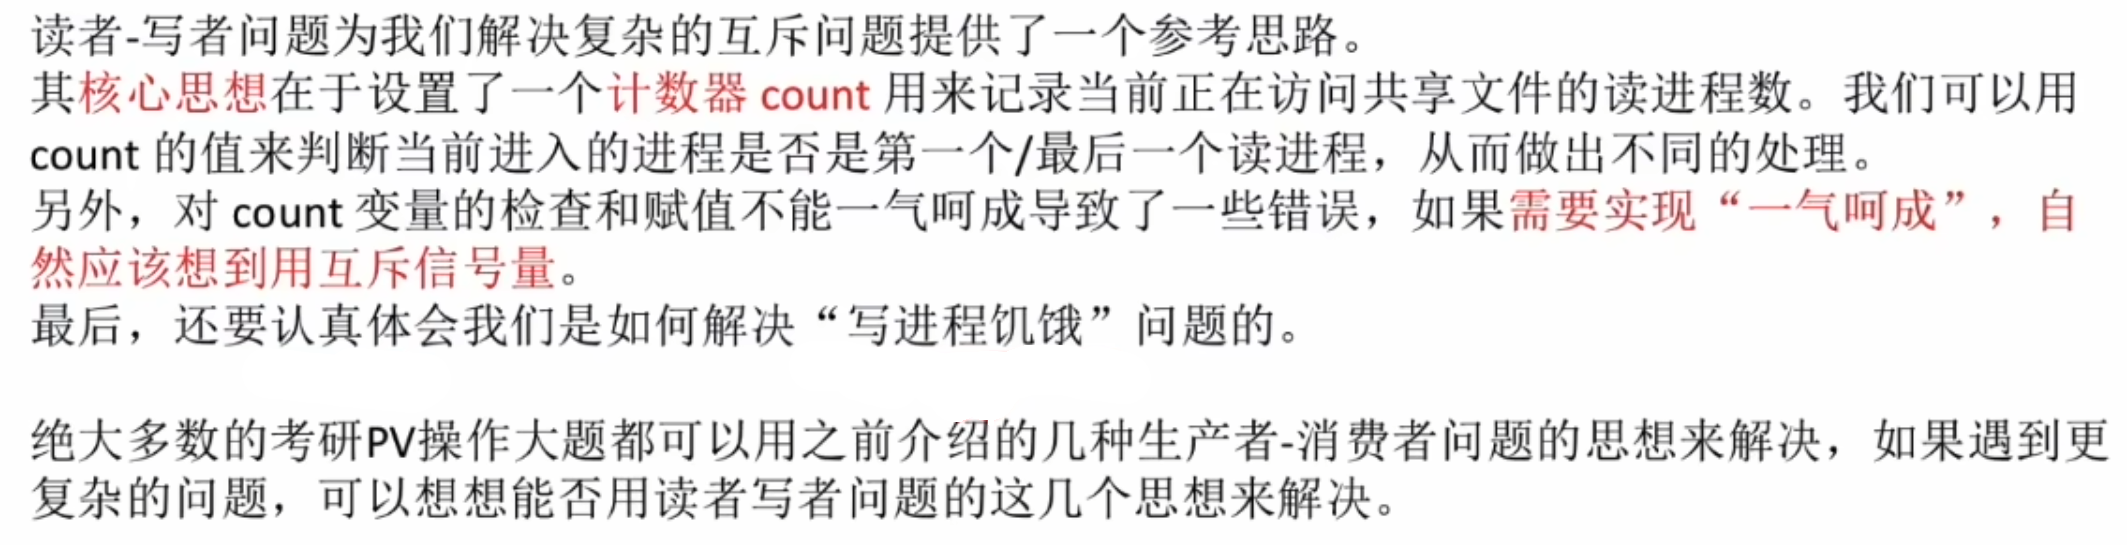 读者-写者问题为我们解决复杂的互斥问题提供了一个参考思路。
其核心思想在于设置了一个计数器 count 用来记录当前正在访问共享文件的读进程数。我们可以用
count 的值来判断当前进入的进程是否是第一个/最后一个读进程，从而做出不同的处理。
另外，对 count 变量的检查和赋值不能一气呵成导致了一些错误，如果需要实现“一气呵成”，自
然应该想到用互斥信号量。
最后，还要认真体会我们是如何解决“写进程饥饿”问题的。
绝大多数的考研PV操作大题都可以用之前介绍的几种生产者-消费者问题的思想来解决，如果遇到更
复杂的问题，可以想想能否用读者写者问题的这几个思想来解决。